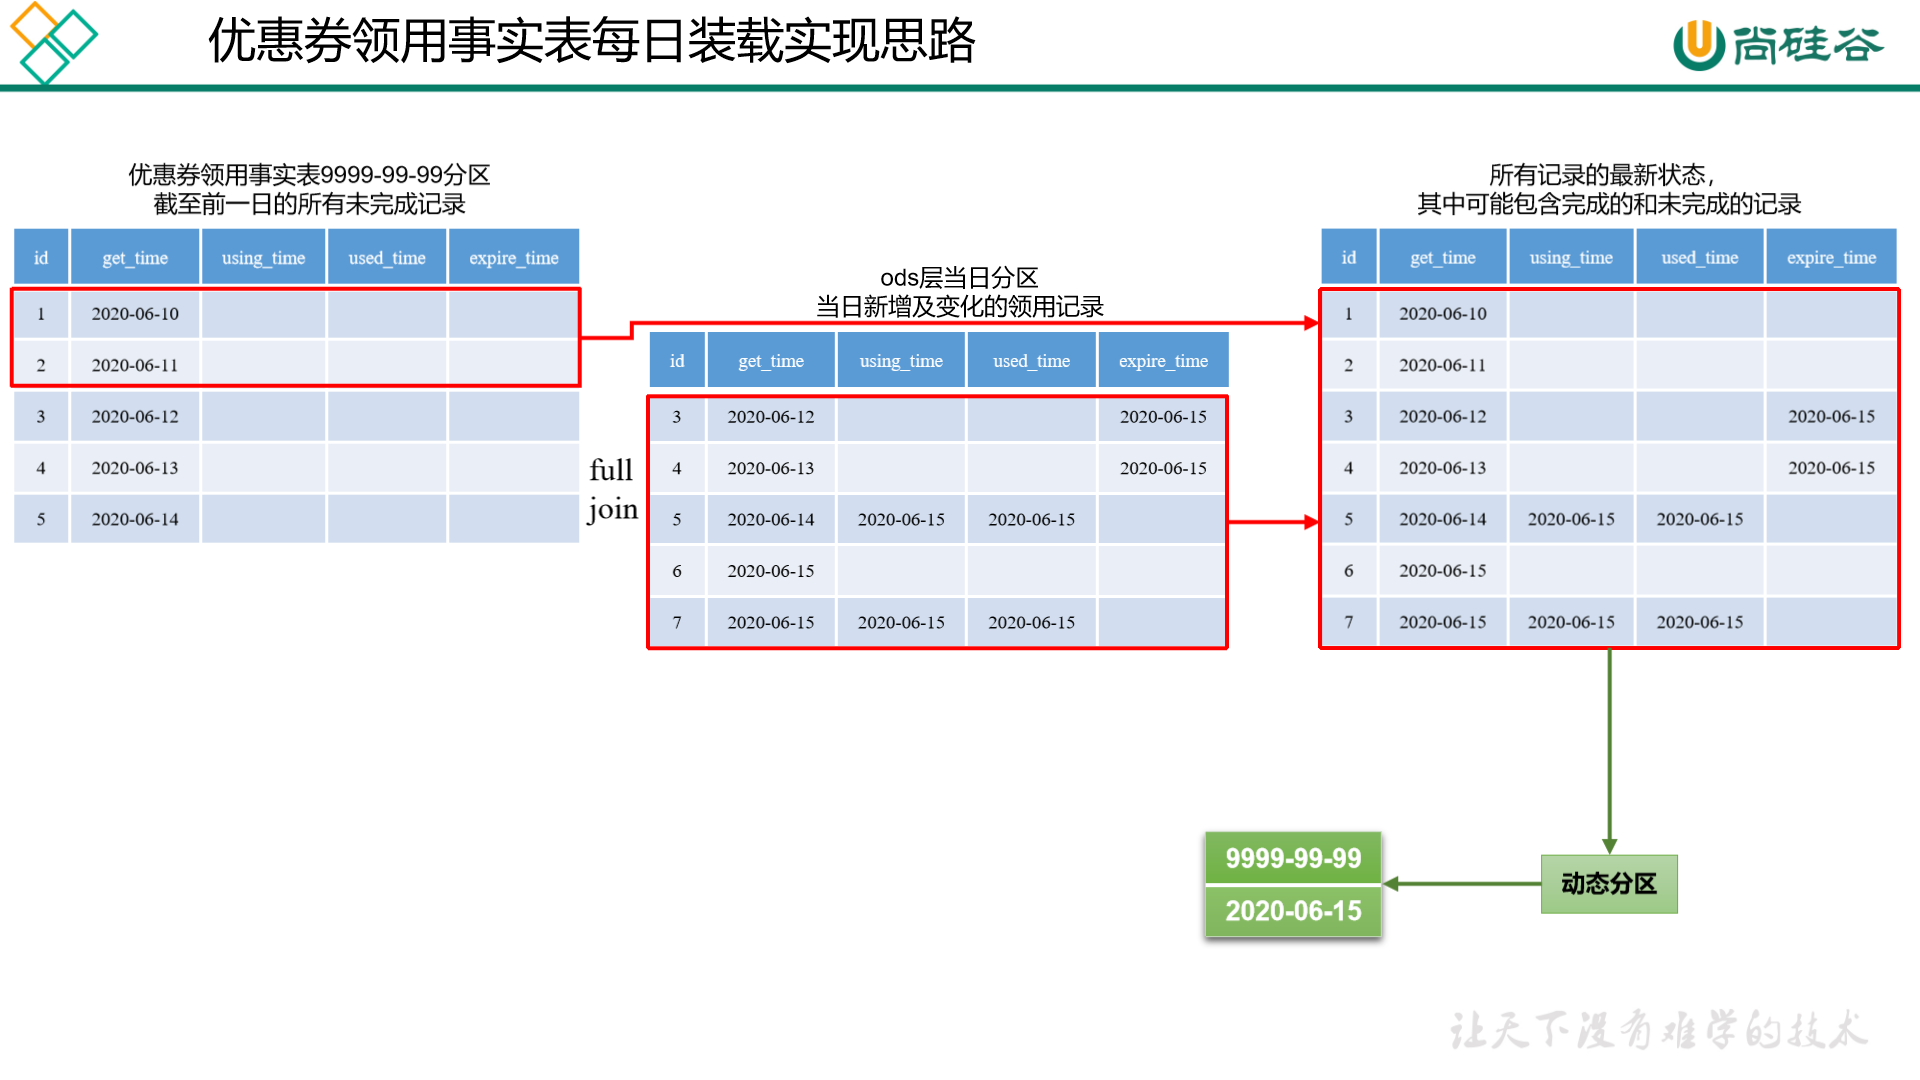 优惠券领用事实表每日装载实现思路
尚硅谷
优惠券领用事实表9999-99-99分区
截至前一日的所有未完成记录
id get_time using_time used_time expire_time
1 2020-06-10
2 2020-06-11
3 2020-06-12
4 2020-06-13
5 2020-06-14
full
join
ods层当日分区
当日新增及变化的领用记录
id get_time using_time used_time expire_time
3 2020-06-12 2020-06-15
4 2020-06-13 2020-06-15
5 2020-06-14 2020-06-15 2020-06-15
6 2020-06-15
7 2020-06-15 2020-06-15 2020-06-15
所有记录的最新状态，
其中可能包含完成的和未完成的记录
id get_time using_time used_time expire_time
1 2020-06-10
2 2020-06-11
3 2020-06-12 2020-06-15
4 2020-06-13 2020-06-15
5 2020-06-14 2020-06-15 2020-06-15
6 2020-06-15
7 2020-06-15 2020-06-15 2020-06-15
9999-99-99
2020-06-15
动态分区
让天下没有难学的技术